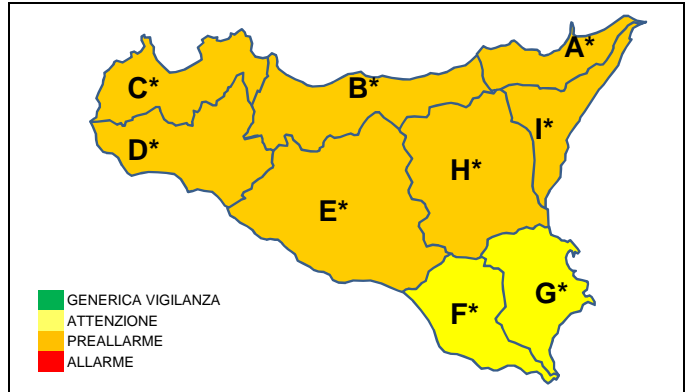 A*
C*
B*
I*
D*
H*
E*
G*
F*
GENERICA VIGILANZA
ATTENZIONE
PREALLARME
ALLARME